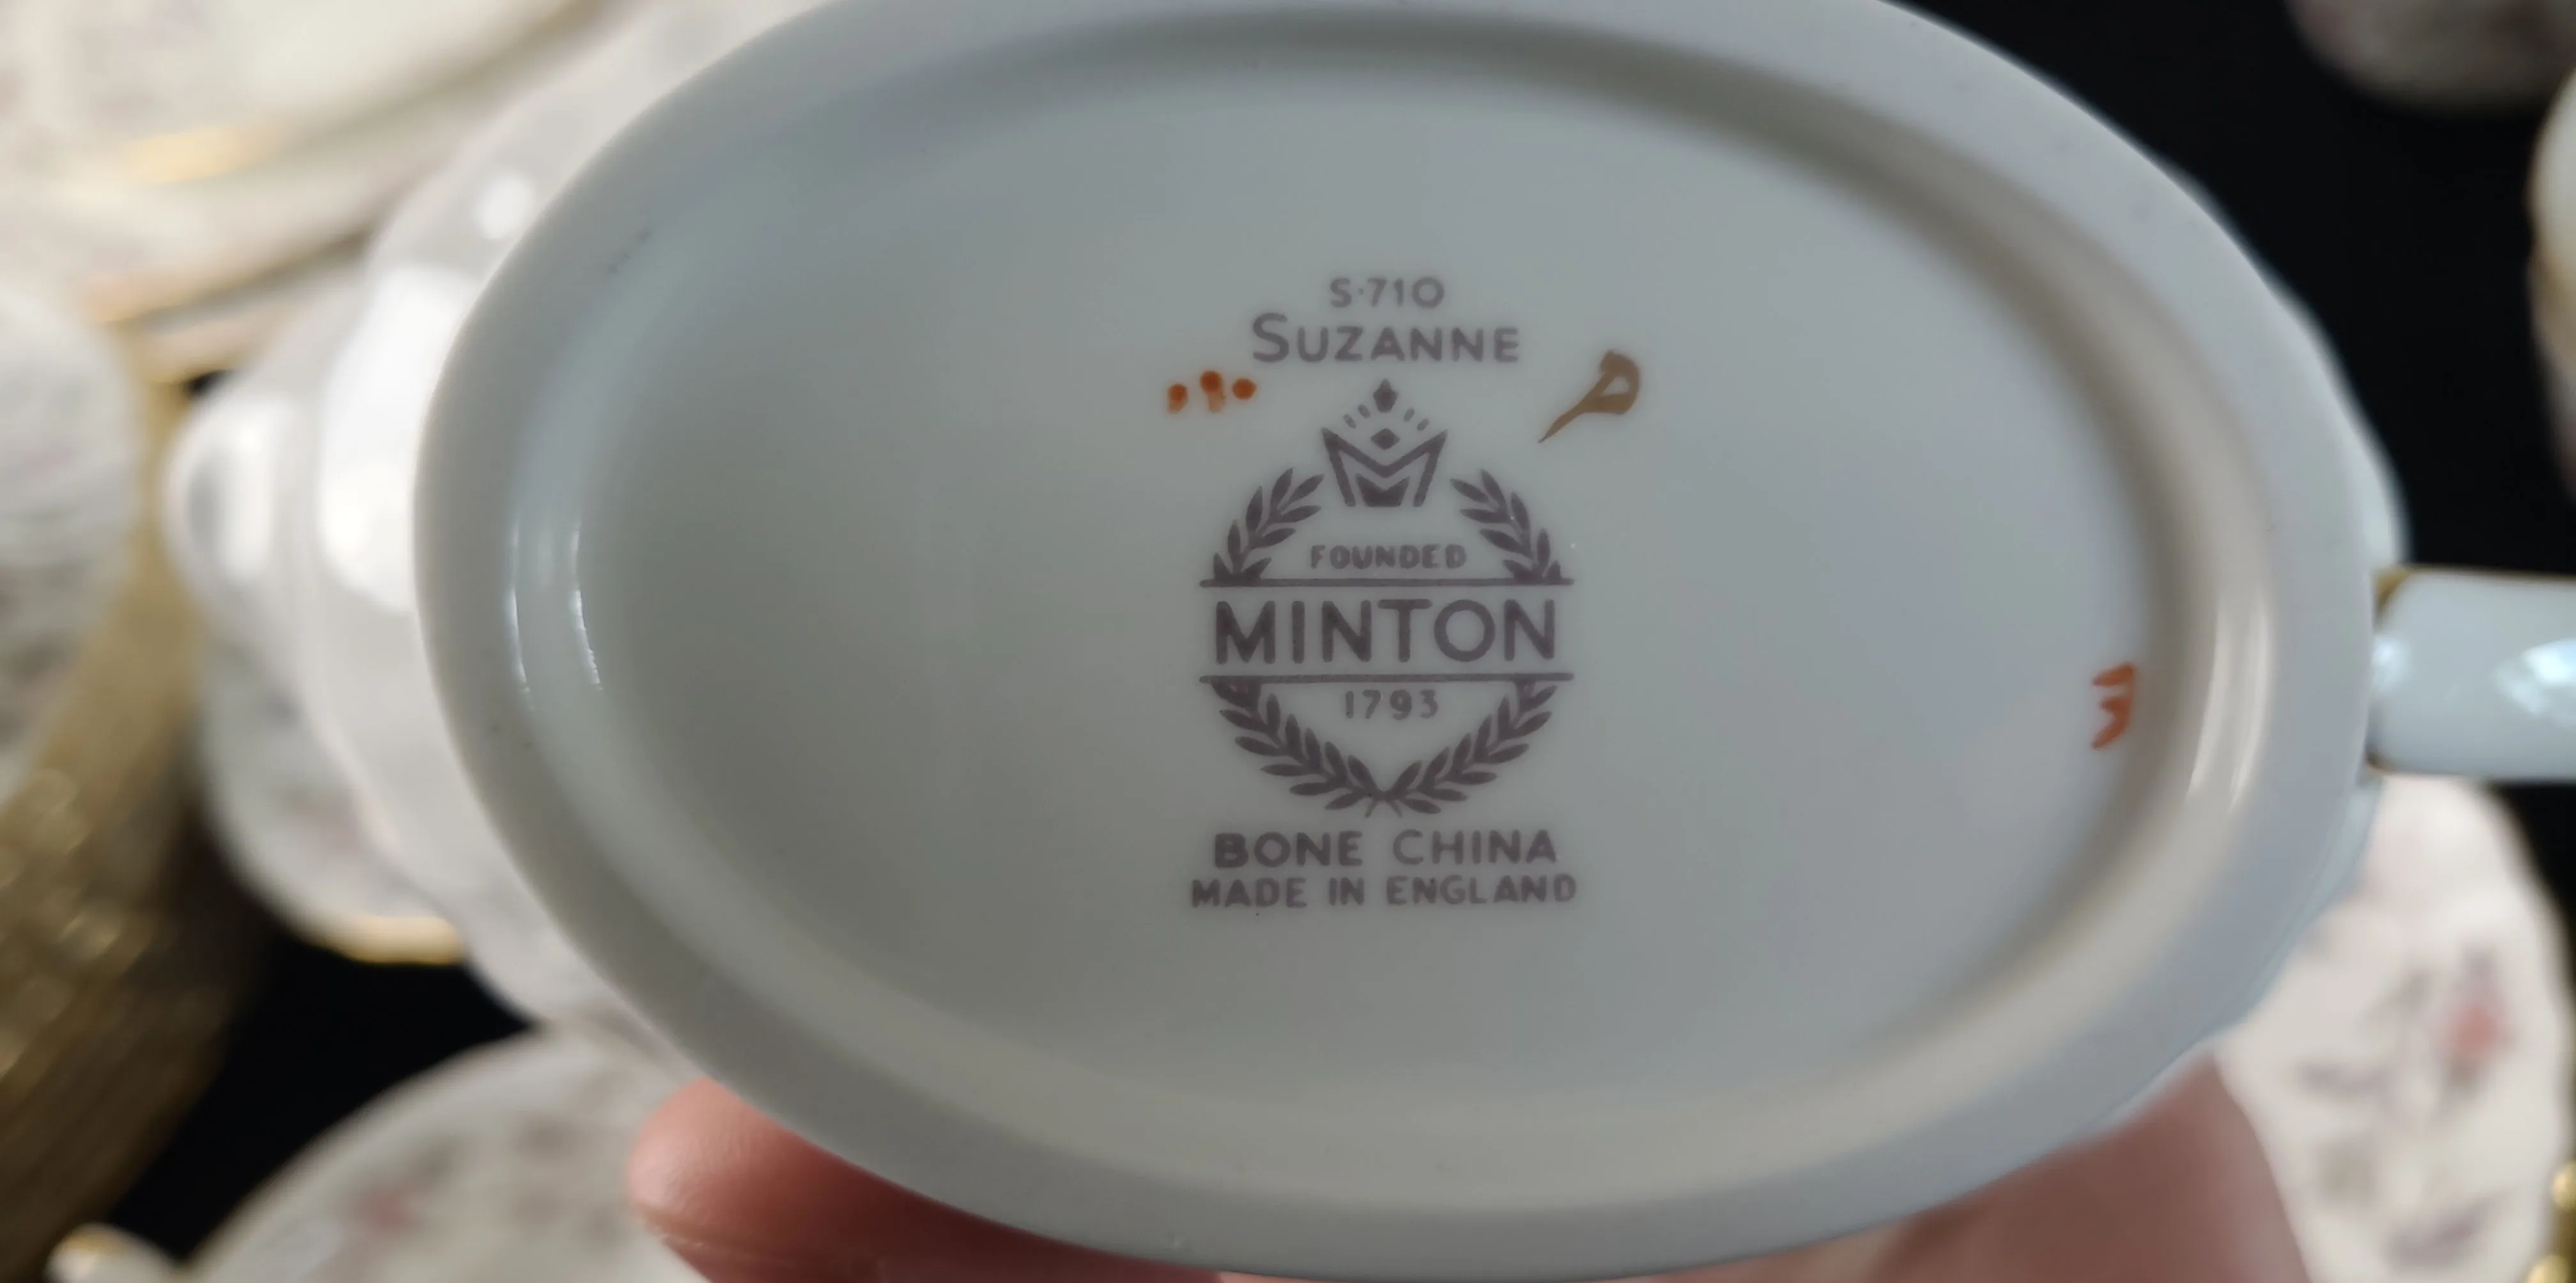 S·710
SUZANNE
FOUNDED
MINTON
1793
BONE CHINA
MADE IN ENGLAND